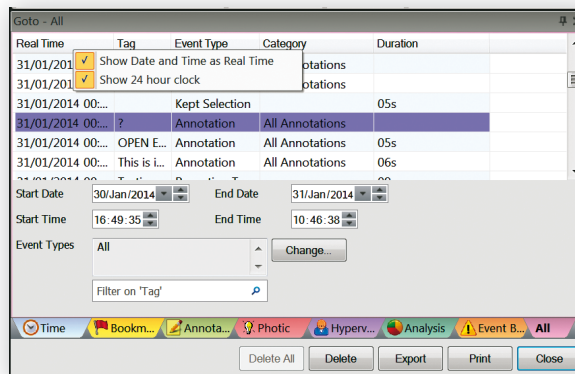 Goto - All
Real Time Tag Event Type Category Duration
31/01/201
Show Date and Time as Real Time
Show 24 hour clock
notations
notations
31/01/2014 00:... Kept Selection 05s
31/01/2014 00:... ? Annotation All Annotations
31/01/2014 00:... OPEN E... Annotation All Annotations 05s
31/01/2014 00:... This is i... Annotation All Annotations 06s
Start Date 30/Jan/2014 End Date 31/Jan/2014
Start Time 16:49:35 End Time 10:46:38
Event Types All Change...
Filter on 'Tag'
Time Bookm... Annota... Photic Hyperv... Analysis Event B... All
Delete All Delete Export Print Close